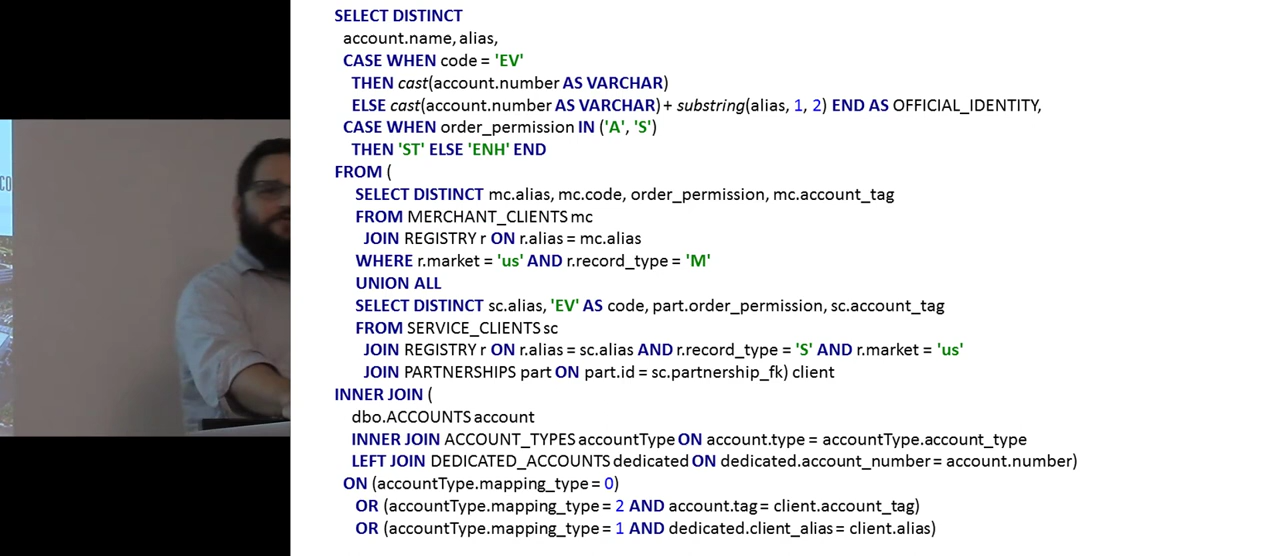 SELECT DISTINCT
account.name, alias,
CASE WHEN code = 'EV'
THEN cast(account.number AS VARCHAR)
ELSE cast(account.number AS VARCHAR) + substring(alias, 1, 2) END AS OFFICIAL_IDENTITY,
CASE WHEN order_permission IN ('A', 'S')
THEN 'ST' ELSE 'ENH' END
FROM (
SELECT DISTINCT mc.alias, mc.code, order_permission, mc.account_tag
FROM MERCHANT_CLIENTS mc
JOIN REGISTRY r ON r.alias = mc.alias
WHERE r.market = 'us' AND r.record_type = 'M'
UNION ALL
SELECT DISTINCT sc.alias, 'EV' AS code, part.order_permission, sc.account_tag
FROM SERVICE_CLIENTS sc
JOIN REGISTRY r ON r.alias = sc.alias AND r.record_type = 'S' AND r.market = 'us'
JOIN PARTNERSHIPS part ON part.id = sc.partnership_fk) client
INNER JOIN (
dbo.ACCOUNTS account
INNER JOIN ACCOUNT_TYPES accountType ON account.type = accountType.account_type
LEFT JOIN DEDICATED_ACCOUNTS dedicated ON dedicated.account_number = account.number)
ON (accountType.mapping_type = 0)
OR (accountType.mapping_type = 2 AND account.tag = client.account_tag)
OR (accountType.mapping_type = 1 AND dedicated.client_alias = client.alias)